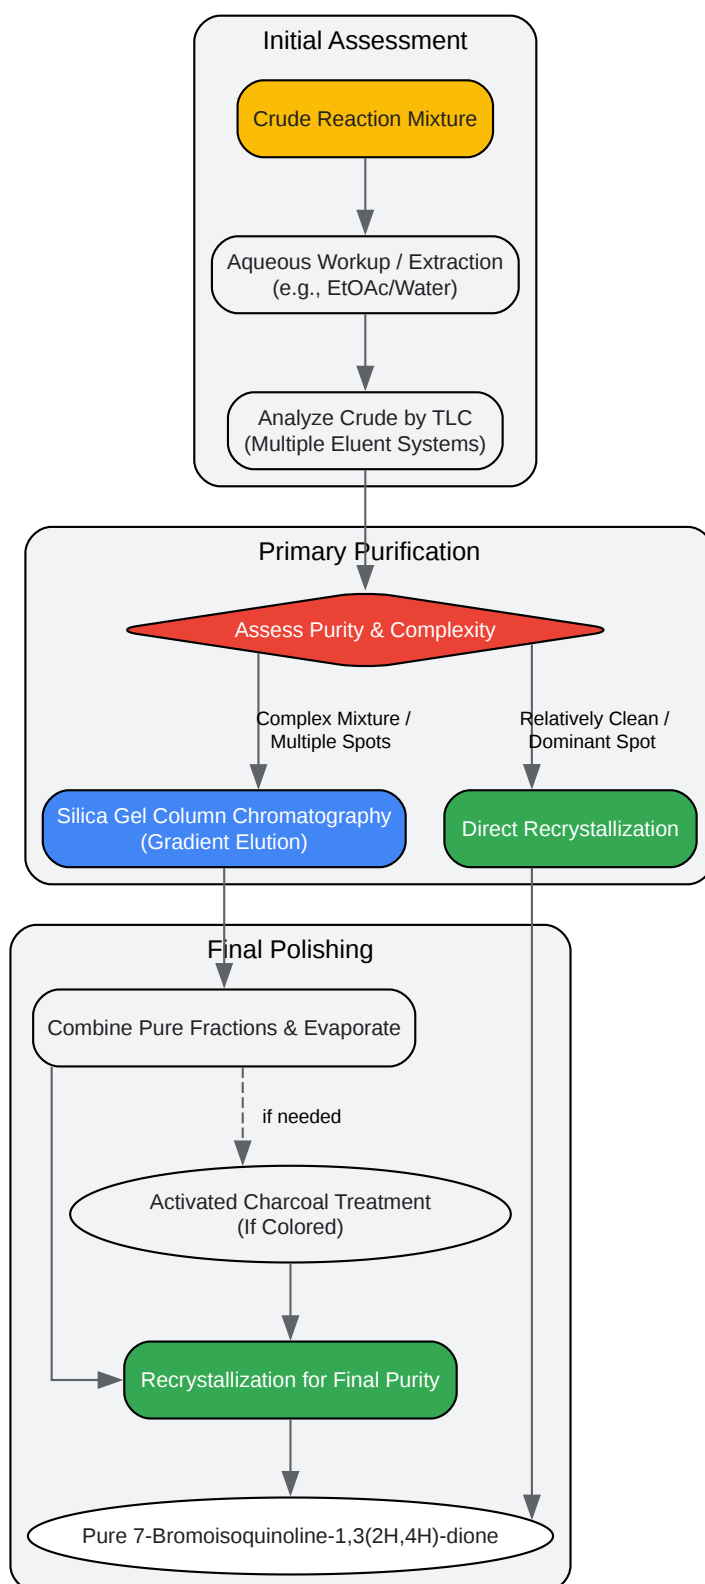 Initial Assessment
Crude Reaction Mixture
Aqueous Workup / Extraction
(e.g., EtOAc/Water)
Analyze Crude by TLC
(Multiple Eluent Systems)
Primary Purification
Assess Purity & Complexity
Complex Mixture /
Multiple Spots
Relatively Clean /
Dominant Spot
Silica Gel Column Chromatography
(Gradient Elution)
Direct Recrystallization
Final Polishing
Combine Pure Fractions & Evaporate
if needed
Activated Charcoal Treatment
(If Colored)
Recrystallization for Final Purity
Pure 7-Bromoisoquinoline-1,3(2H,4H)-dione